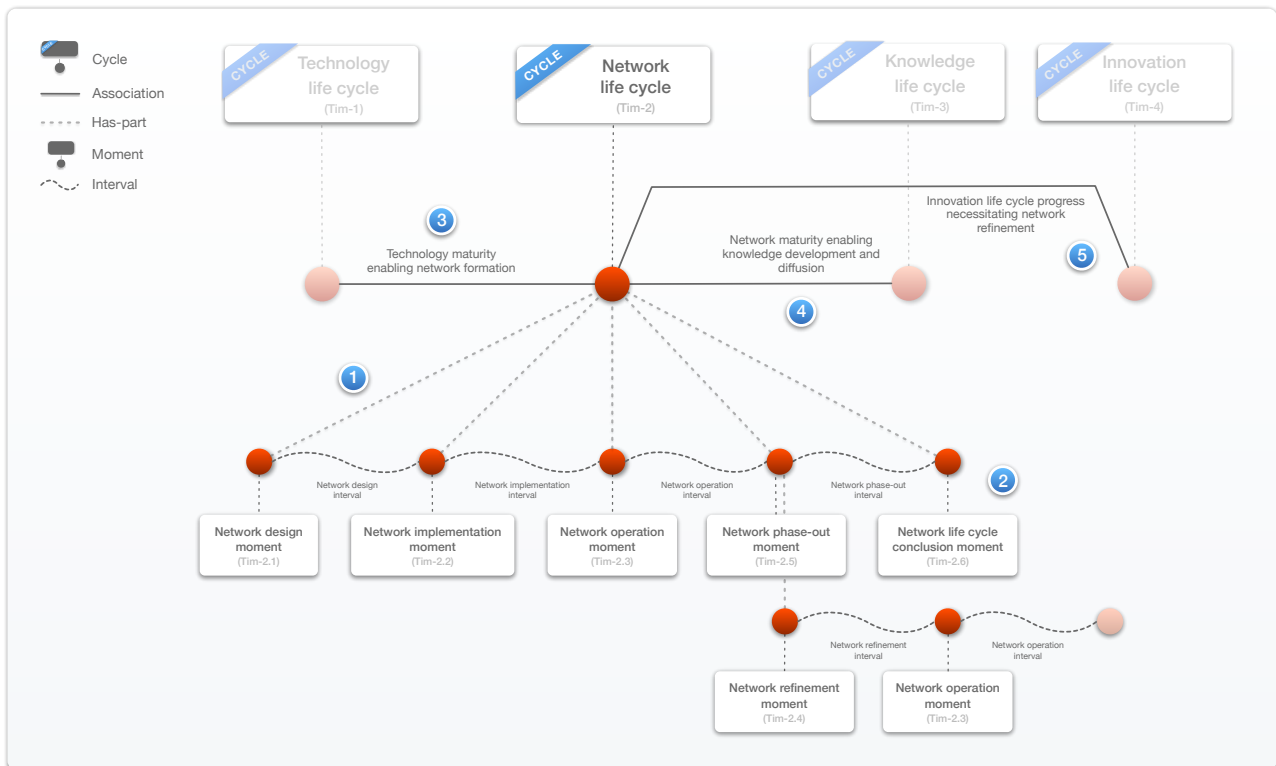 CYCLE
Cycle
Association
Has-part
Moment
Interval
CYCLE
Technology
life cycle
(Tim-1)
CYCLE
Network
life cycle
(Tim-2)
CYCLE
Knowledge
life cycle
(Tim-3)
CYCLE
Innovation
life cycle
(Tim-4)
3
Technology maturity
enabling network formation
Network maturity enabling
knowledge development and
diffusion
4
Innovation life cycle progress
necessitating network
refinement
5
1
2
Network design
interval
Network implementation
interval
Network operation
interval
Network phase-out
interval
Network design
moment
(Tim-2.1)
Network implementation
moment
(Tim-2.2)
Network operation
moment
(Tim-2.3)
Network phase-out
moment
(Tim-2.5)
Network life cycle
conclusion moment
(Tim-2.6)
Network refinement
interval
Network operation
interval
Network refinement
moment
(Tim-2.4)
Network operation
moment
(Tim-2.3)